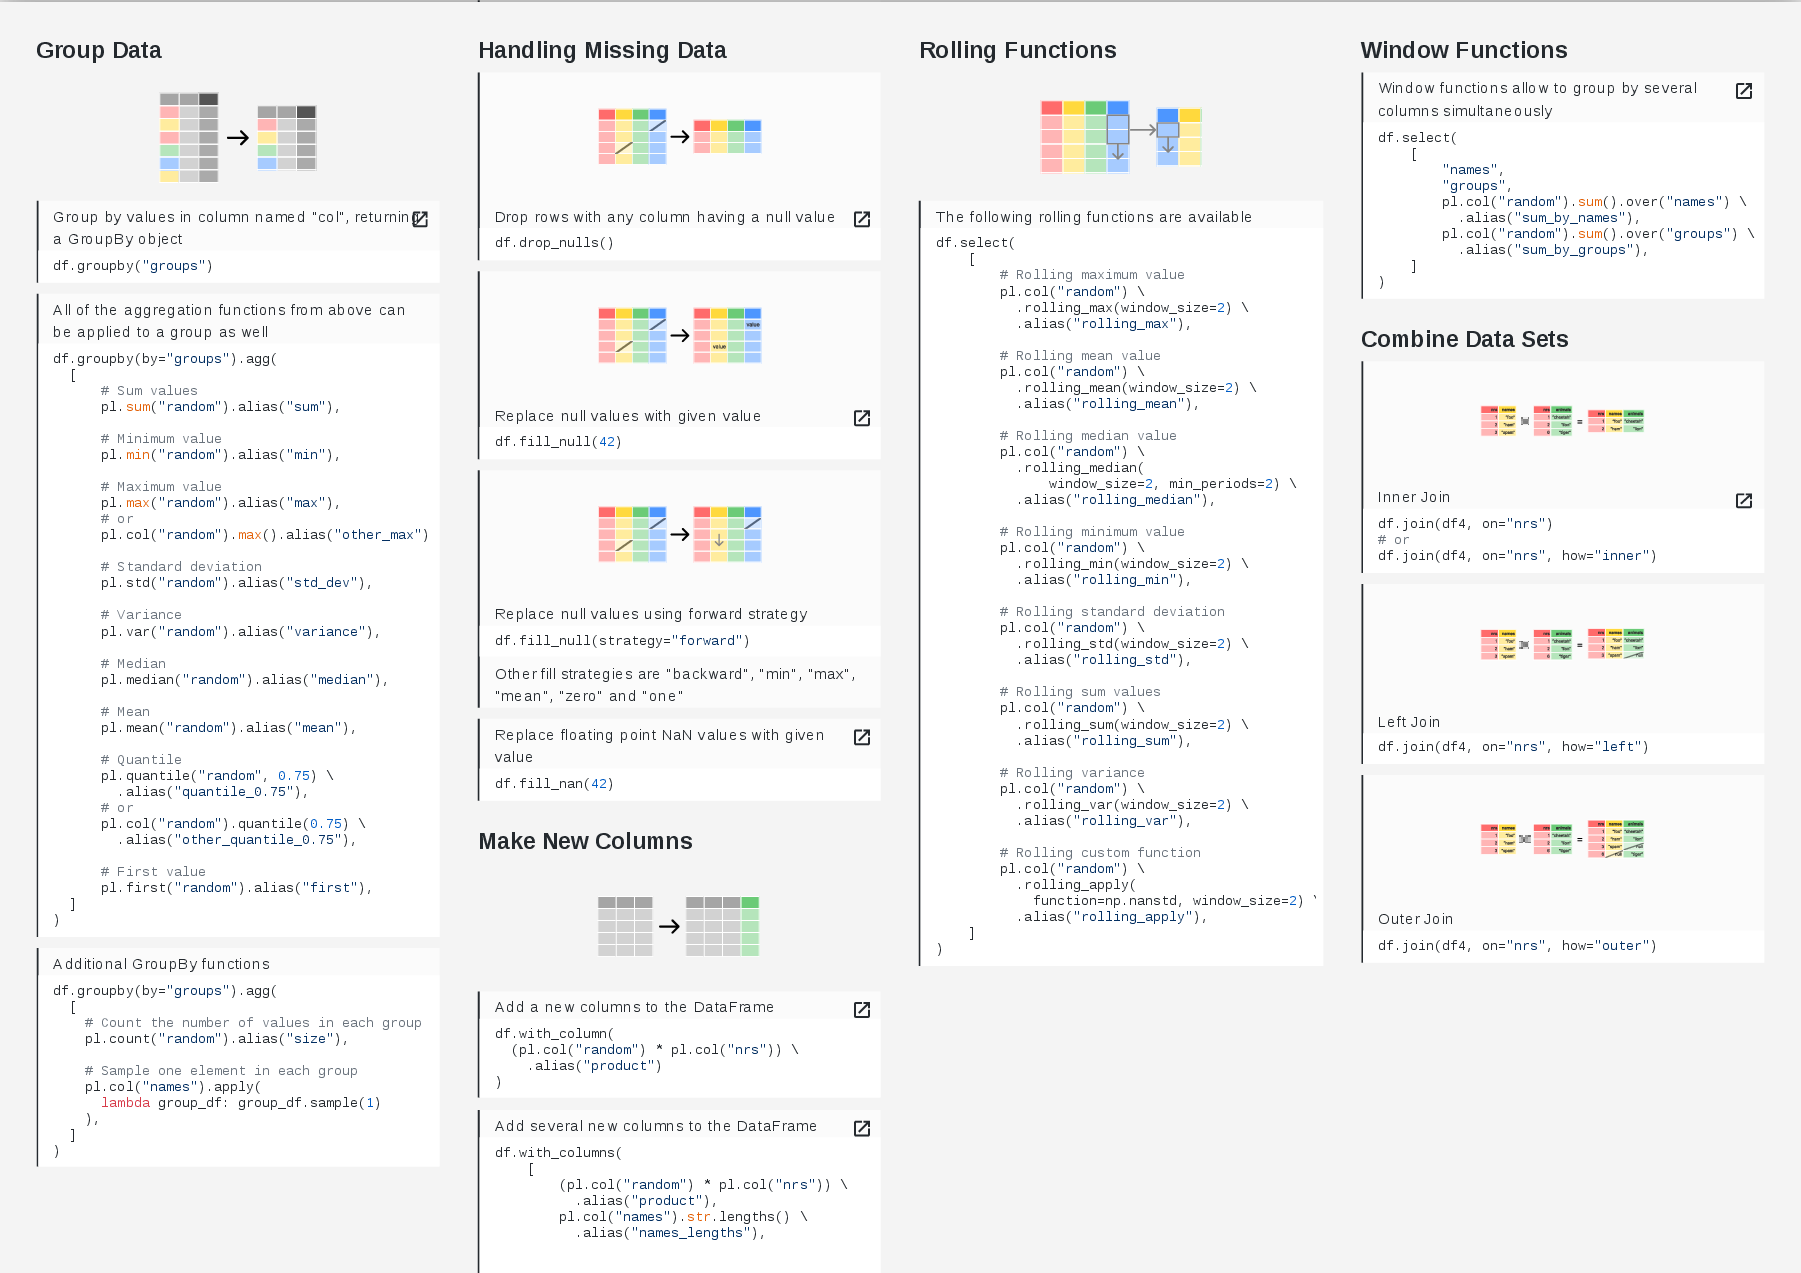 Group Data
Group by values in column named "col", returning
a GroupBy object
df.groupby("groups")
All of the aggregation functions from above can
be applied to a group as well
df.groupby(by="groups").agg(
[
# Sum values
pl.sum("random").alias("sum"),
# Minimum value
pl.min("random").alias("min"),
# Maximum value
pl.max("random").alias("max"),
# or
pl.col("random").max().alias("other_max")
# Standard deviation
pl.std("random").alias("std_dev"),
# Variance
pl.var("random").alias("variance"),
# Median
pl.median("random").alias("median"),
# Mean
pl.mean("random").alias("mean"),
# Quantile
pl.quantile("random", 0.75) \
.alias("quantile_0.75"),
# or
pl.col("random").quantile(0.75) \
.alias("other_quantile_0.75"),
# First value
pl.first("random").alias("first"),
]
)
Additional GroupBy functions
df.groupby(by="groups").agg(
[
# Count the number of values in each group
pl.count("random").alias("size"),
# Sample one element in each group
pl.col("names").apply(
lambda group_df: group_df.sample(1)
),
]
)
Handling Missing Data
Drop rows with any column having a null value
df.drop_nulls()
value
value
Replace null values with given value
df.fill_null(42)
Replace null values using forward strategy
df.fill_null(strategy="forward")
Other fill strategies are "backward", "min", "max",
"mean", "zero" and "one"
Replace floating point NaN values with given
value
df.fill_nan(42)
Make New Columns
Add a new columns to the DataFrame
df.with_column(
(pl.col("random") * pl.col("nrs")) \
.alias("product")
)
Add several new columns to the DataFrame
df.with_columns(
[
(pl.col("random") * pl.col("nrs")) \
.alias("product"),
pl.col("names").str.lengths() \
.alias("names_lengths"),
Rolling Functions
The following rolling functions are available
df.select(
[
# Rolling maximum value
pl.col("random") \
.rolling_max(window_size=2) \
.alias("rolling_max"),
# Rolling mean value
pl.col("random") \
.rolling_mean(window_size=2) \
.alias("rolling_mean"),
# Rolling median value
pl.col("random") \
.rolling_median(
window_size=2, min_periods=2) \
.alias("rolling_median"),
# Rolling minimum value
pl.col("random") \
.rolling_min(window_size=2) \
.alias("rolling_min"),
# Rolling standard deviation
pl.col("random") \
.rolling_std(window_size=2) \
.alias("rolling_std"),
# Rolling sum values
pl.col("random") \
.rolling_sum(window_size=2) \
.alias("rolling_sum"),
# Rolling variance
pl.col("random") \
.rolling_var(window_size=2) \
.alias("rolling_var"),
# Rolling custom function
pl.col("random") \
.rolling_apply(
function=np.nanstd, window_size=2) \
.alias("rolling_apply"),
]
)
Window Functions
Window functions allow to group by several
columns simultaneously
df.select(
[
"names",
"groups",
pl.col("random").sum().over("names") \
.alias("sum_by_names"),
pl.col("random").sum().over("groups") \
.alias("sum_by_groups"),
]
)
Combine Data Sets
Inner Join
df.join(df4, on="nrs")
# or
df.join(df4, on="nrs", how="inner")
Left Join
df.join(df4, on="nrs", how="left")
Outer Join
df.join(df4, on="nrs", how="outer")